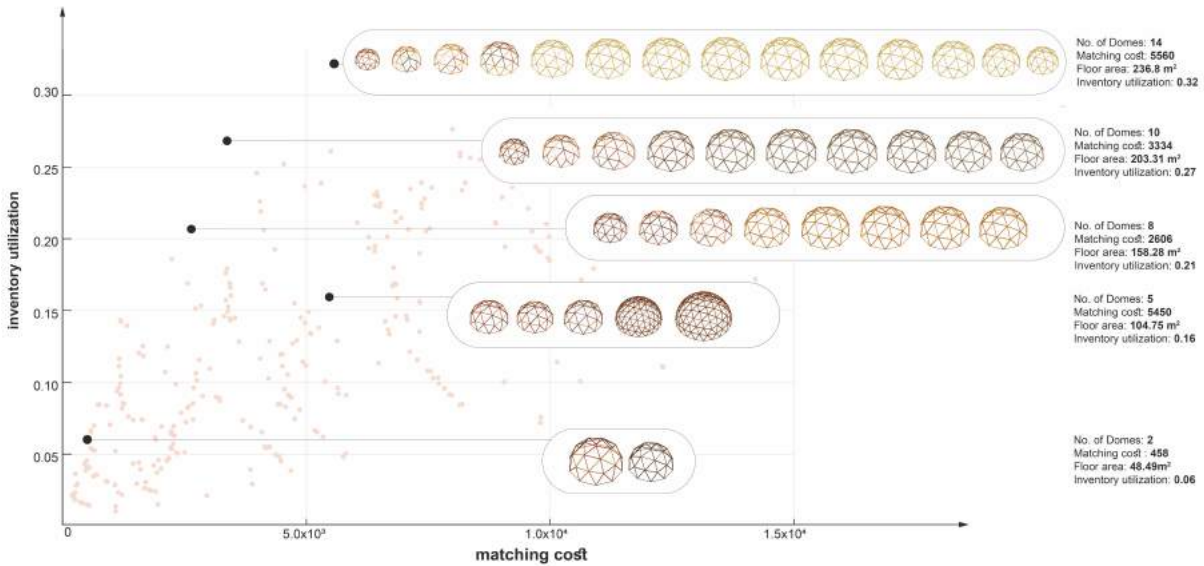 No. of Domes: 14
Matching cost: 5560
Floor area: 236.8 m²
Inventory utilization: 0.32
0.30
No. of Domes: 10
Matching cost: 3334
Floor area: 203.31 m²
Inventory utilization: 0.27
0.25
No. of Domes: 8
Matching cost: 2606
Floor area: 158.28 m²
Inventory utilization: 0.21
0.20
inventory utilization
No. of Domes: 5
Matching cost: 5450
Floor area: 104.75 m²
Inventory utilization: 0.16
0.15
0.10
No. of Domes: 2
Matching cost : 458
Floor area: 48.49m²
Inventory utilization: 0.06
0.05
0
5.0x10³
1.0x10⁴
1.5x10⁴
matching cost